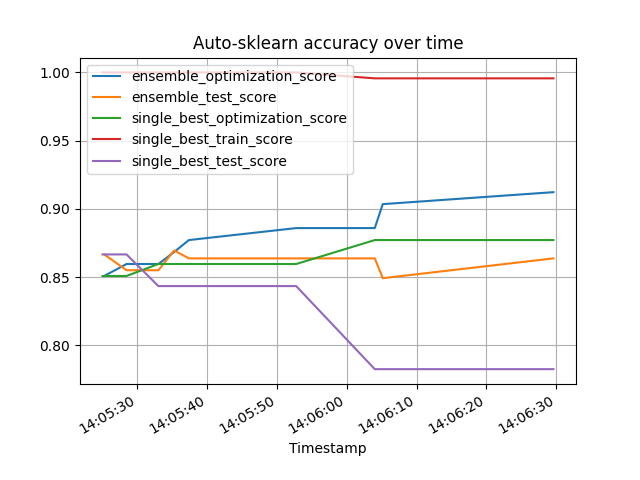 Auto-sklearn accuracy over time
1.00
0.95
0.90
0.85
0.80
ensemble_optimization_score
ensemble_test_score
single_best_optimization_score
single_best_train_score
single_best_test_score
14:05:30
14:05:40
14:05:50
14:06:00
14:06:10
14:06:20
14:06:30
Timestamp